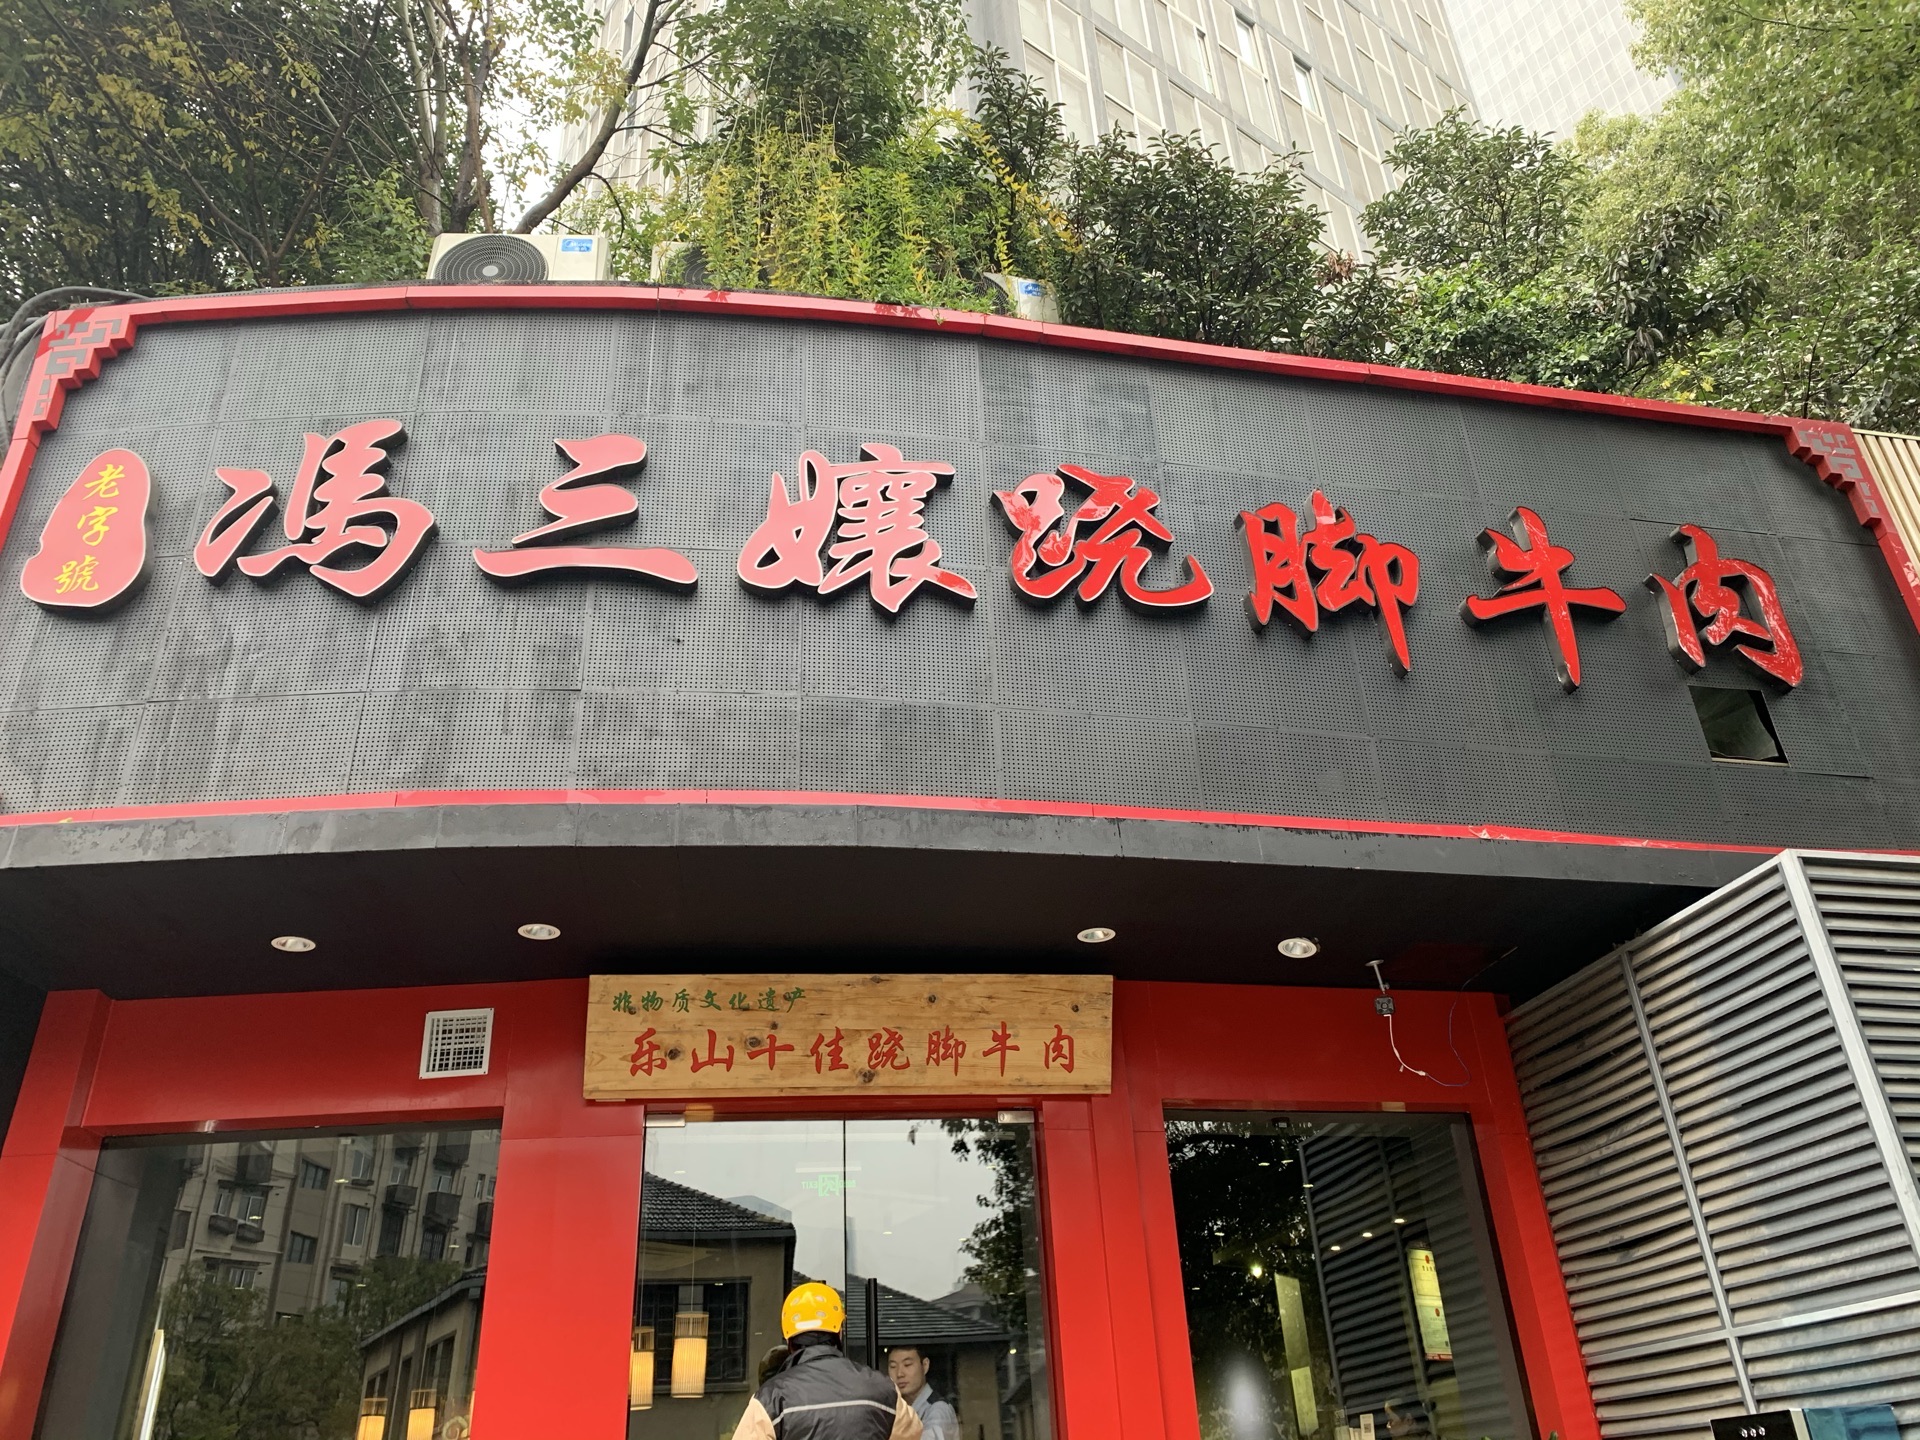 老字號
馮三孃跷脚牛肉
非物质文化遗产
乐山十佳跷脚牛肉